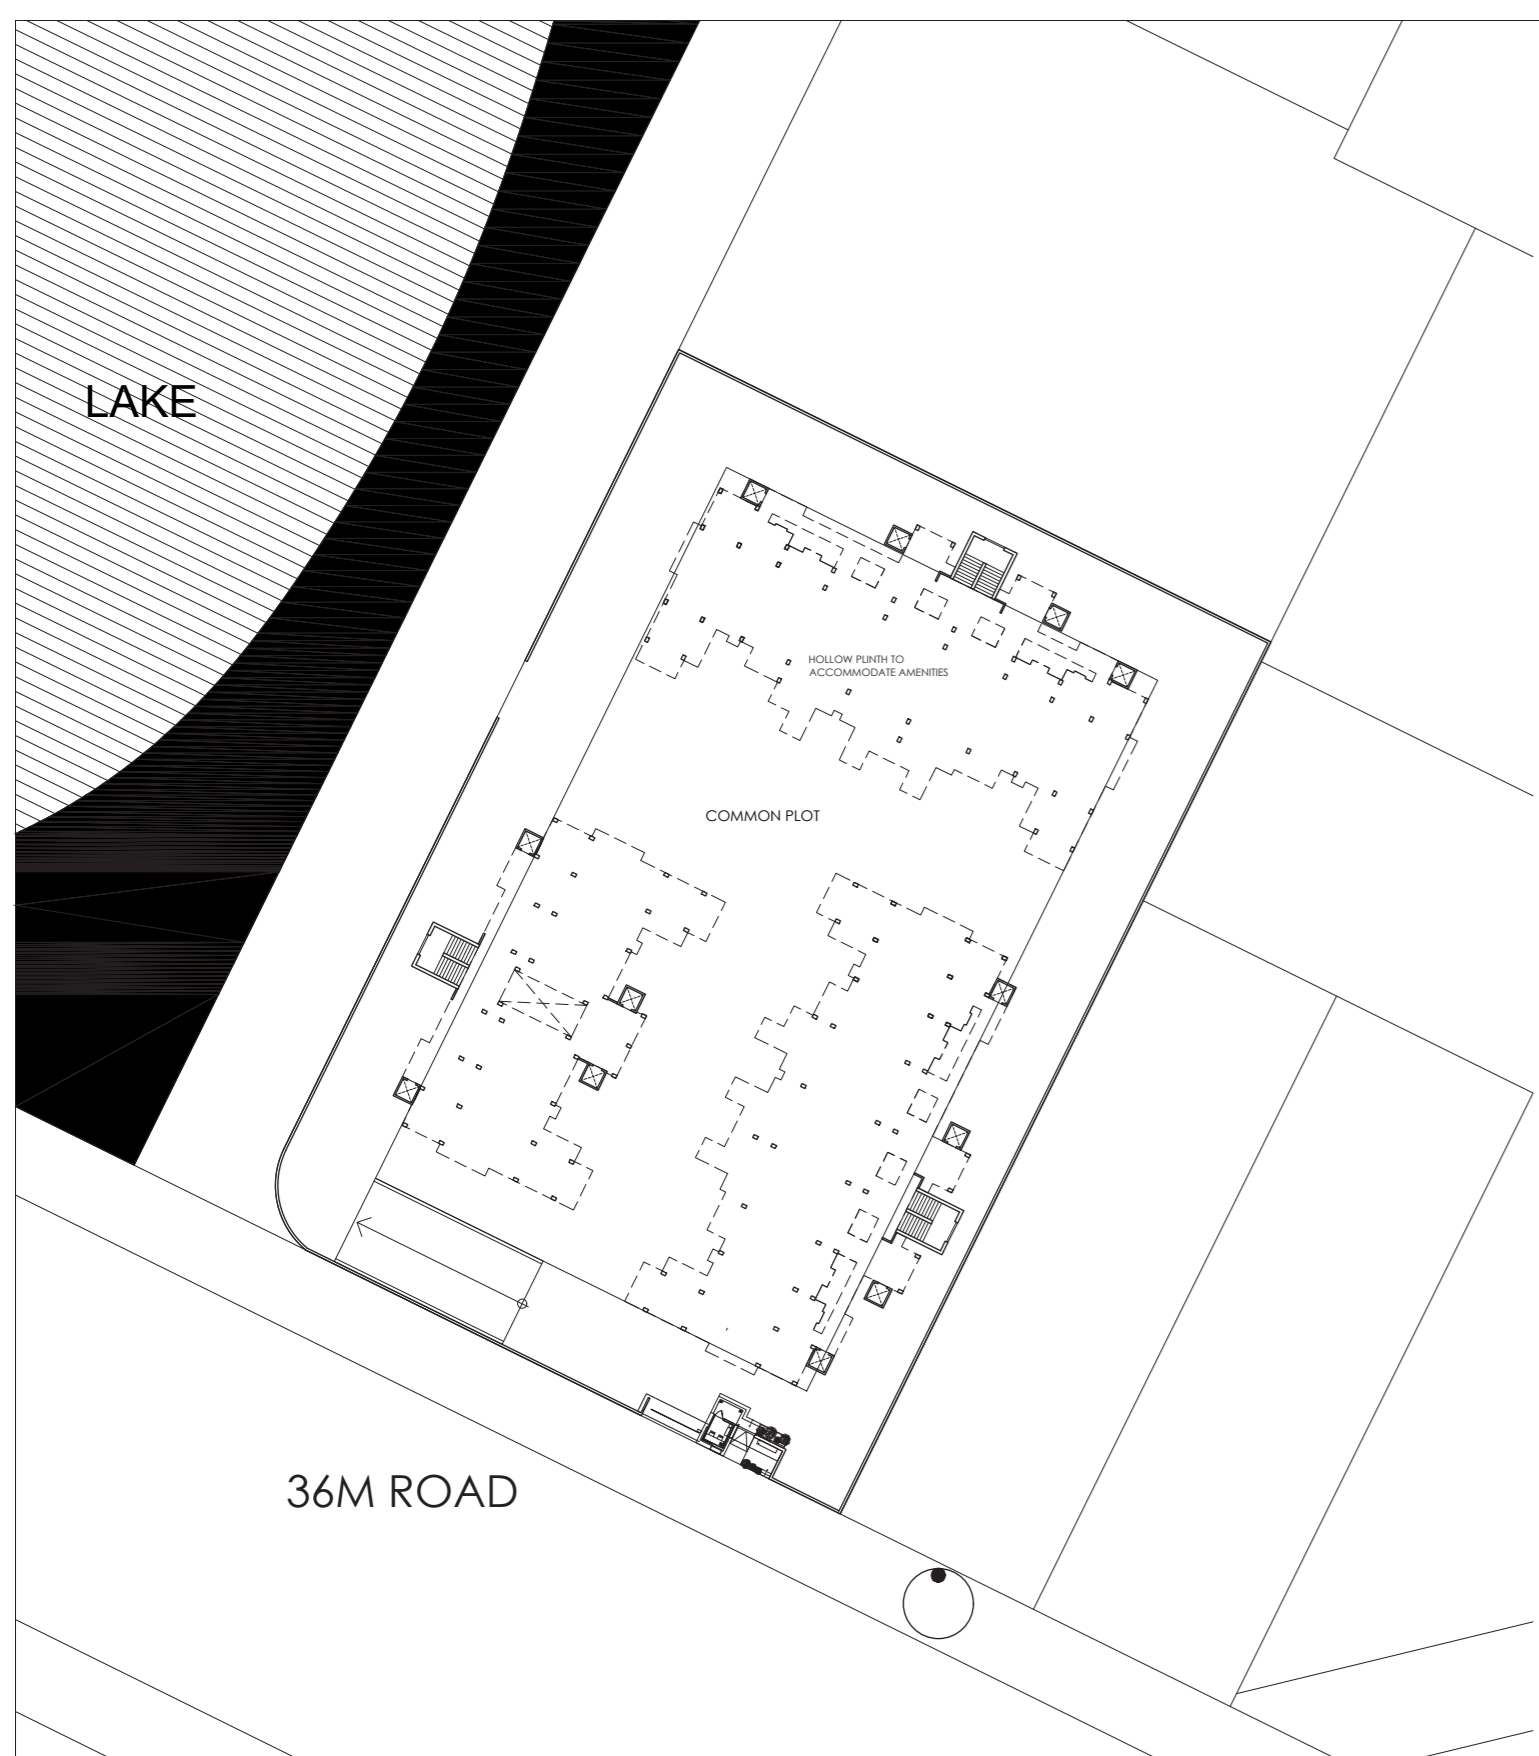 LAKE
HOLLOW PLINTH TO
ACCOMMODATE AMENITIES
COMMON PLOT
36M ROAD